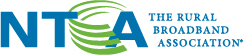 NTCA THE RURAL
BROADBAND
ASSOCIATION®